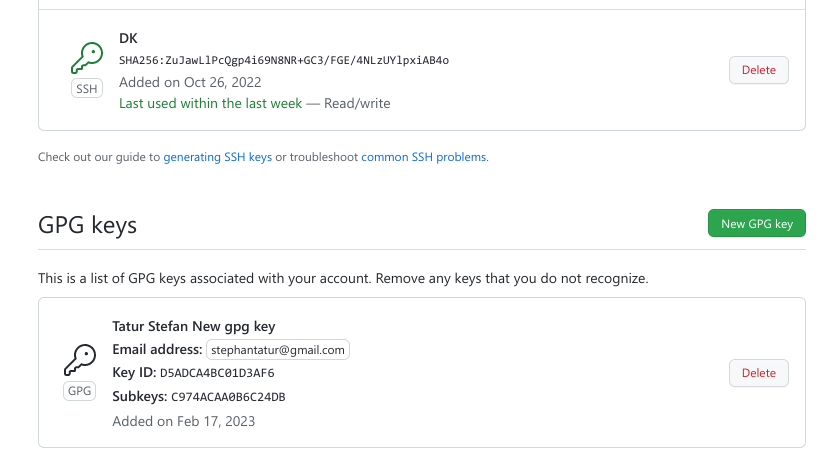 DK
SHA256:ZuJawLlPcQgp4i69N8NR+GC3/FGE/4NLzUYlpxiAB4o
Added on Oct 26, 2022
Last used within the last week — Read/write
SSH
Delete
Check out our guide to generating SSH keys or troubleshoot common SSH problems.
GPG keys
New GPG key
This is a list of GPG keys associated with your account. Remove any keys that you do not recognize.
Tatur Stefan New gpg key
Email address: stephantatur@gmail.com
Key ID: D5ADCA4BC01D3AF6
Subkeys: C974ACAA0B6C24DB
Added on Feb 17, 2023
GPG
Delete